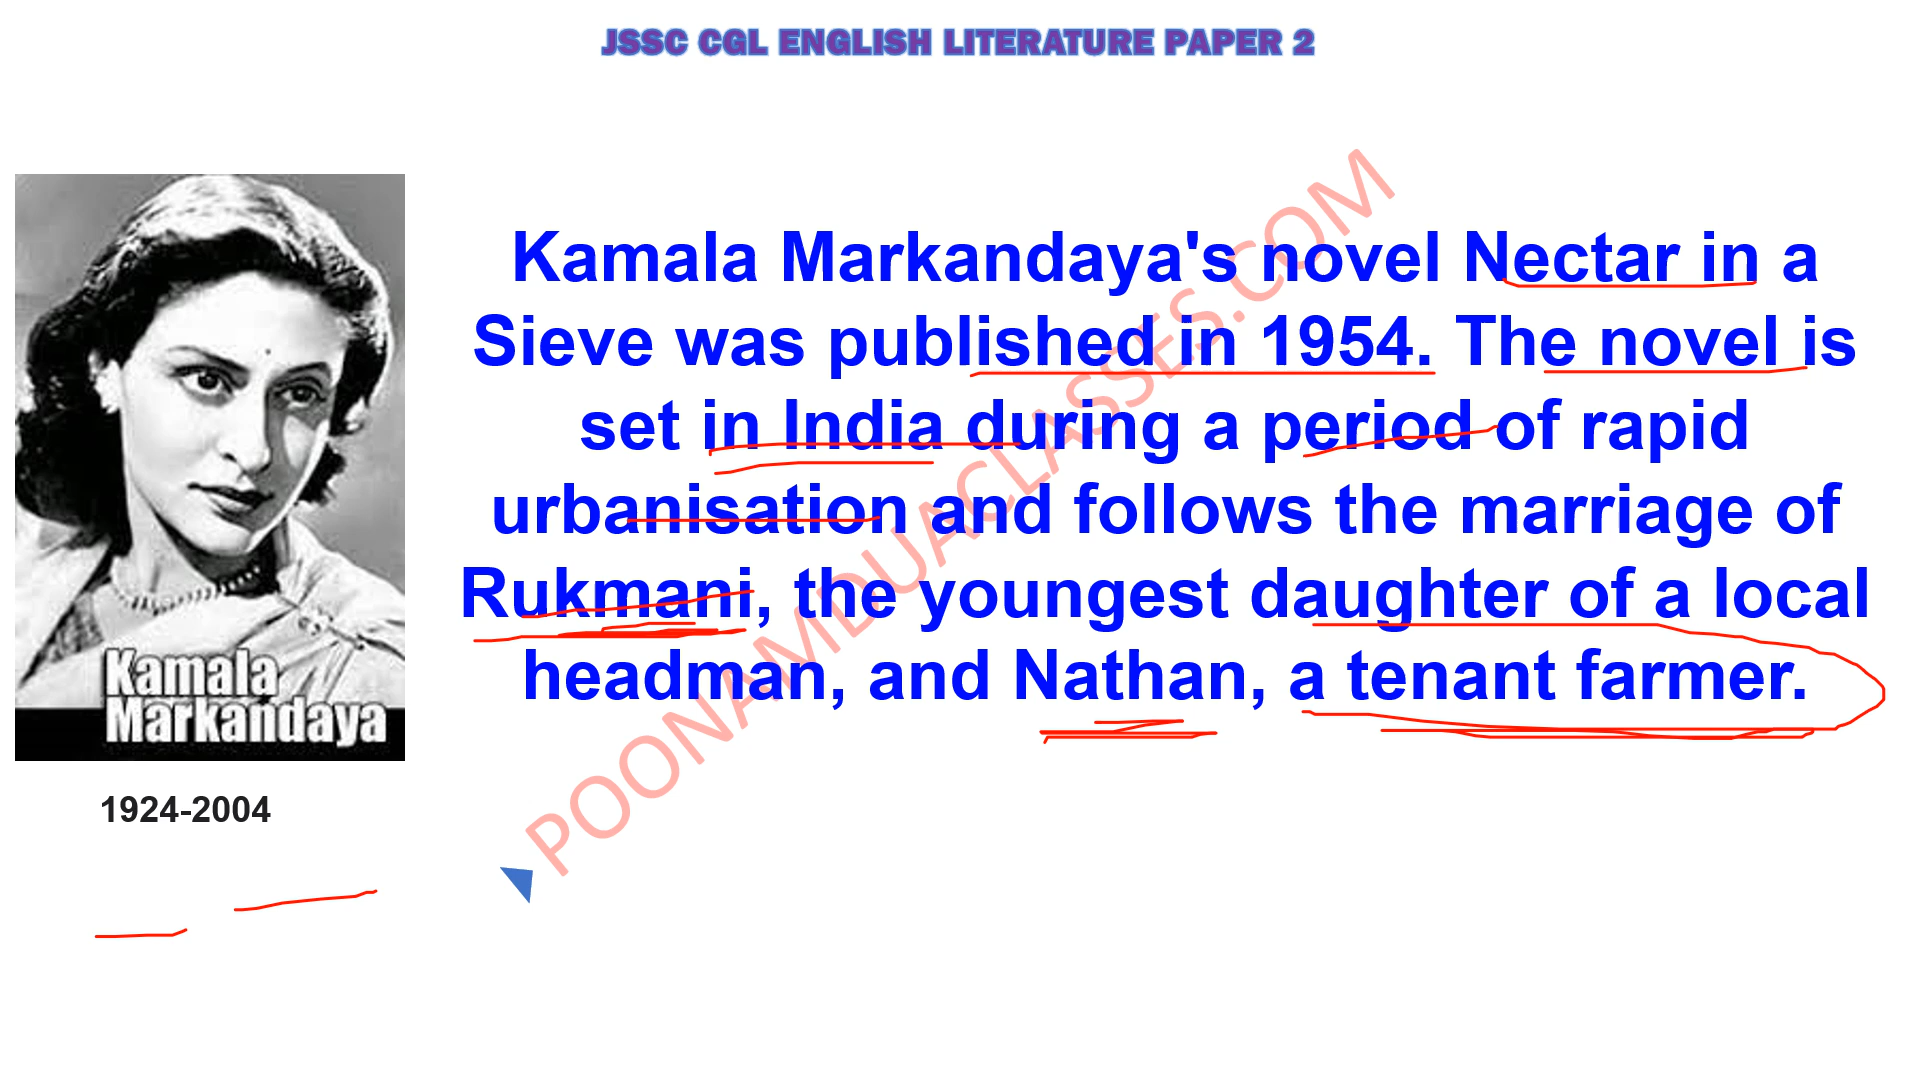 JSSC CGL ENGLISH LITERATURE PAPER 2
Kamala Markandaya's novel Nectar in a
Sieve was published in 1954. The novel is
set in India during a period of rapid
urbanisation and follows the marriage of
Rukmani, the youngest daughter of a local
headman, and Nathan, a tenant farmer.
Kamala
Markandaya
1924-2004
POONAMDUACLASSES.COM